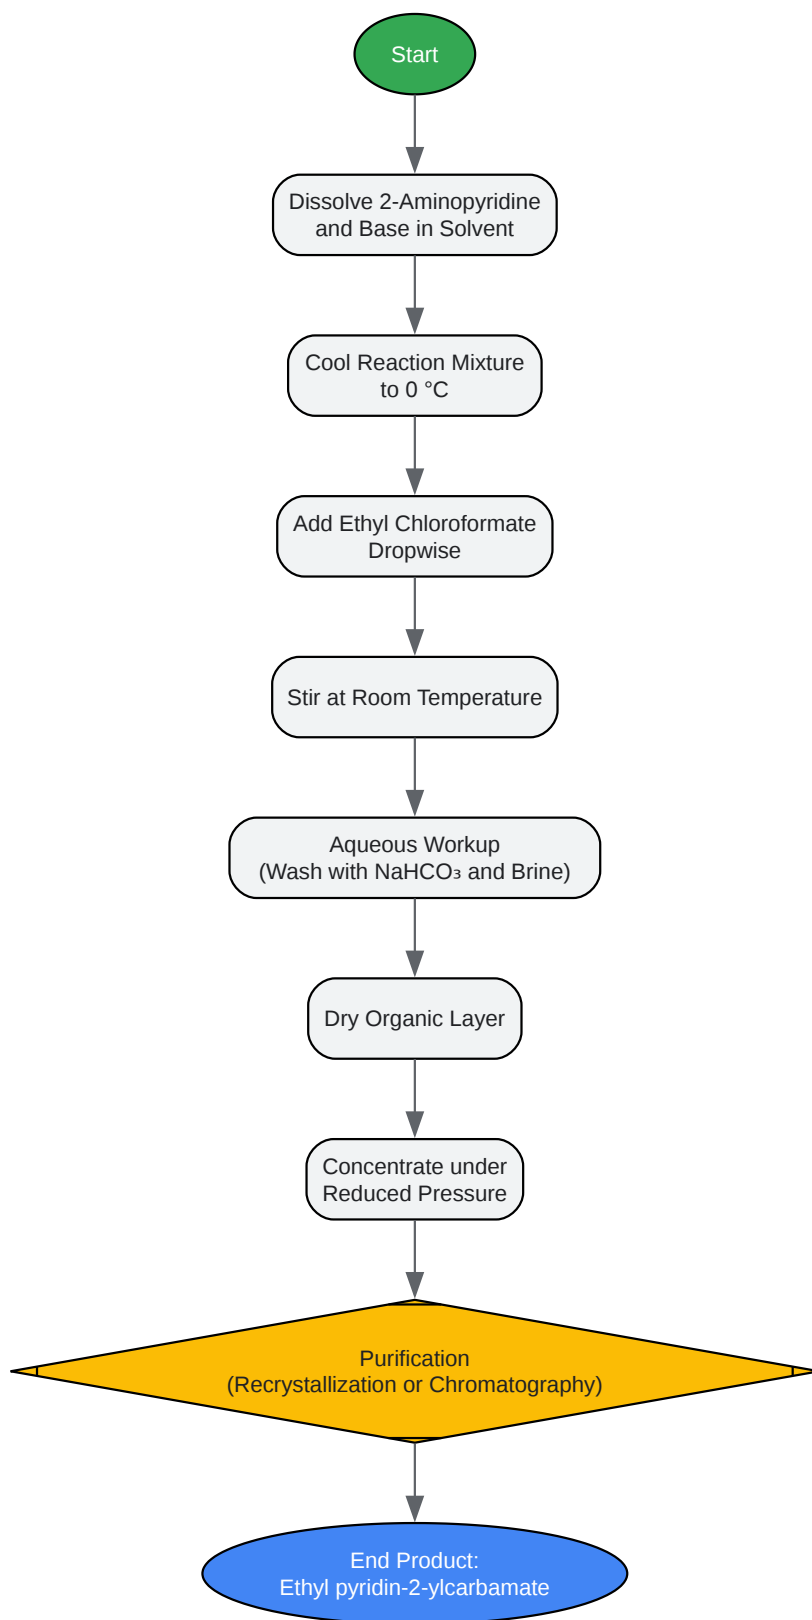 Start
Dissolve 2-Aminopyridine
and Base in Solvent
Cool Reaction Mixture
to 0 °C
Add Ethyl Chloroformate
Dropwise
Stir at Room Temperature
Aqueous Workup
(Wash with NaHCO₃ and Brine)
Dry Organic Layer
Concentrate under
Reduced Pressure
Purification
(Recrystallization or Chromatography)
End Product:
Ethyl pyridin-2-ylcarbamate